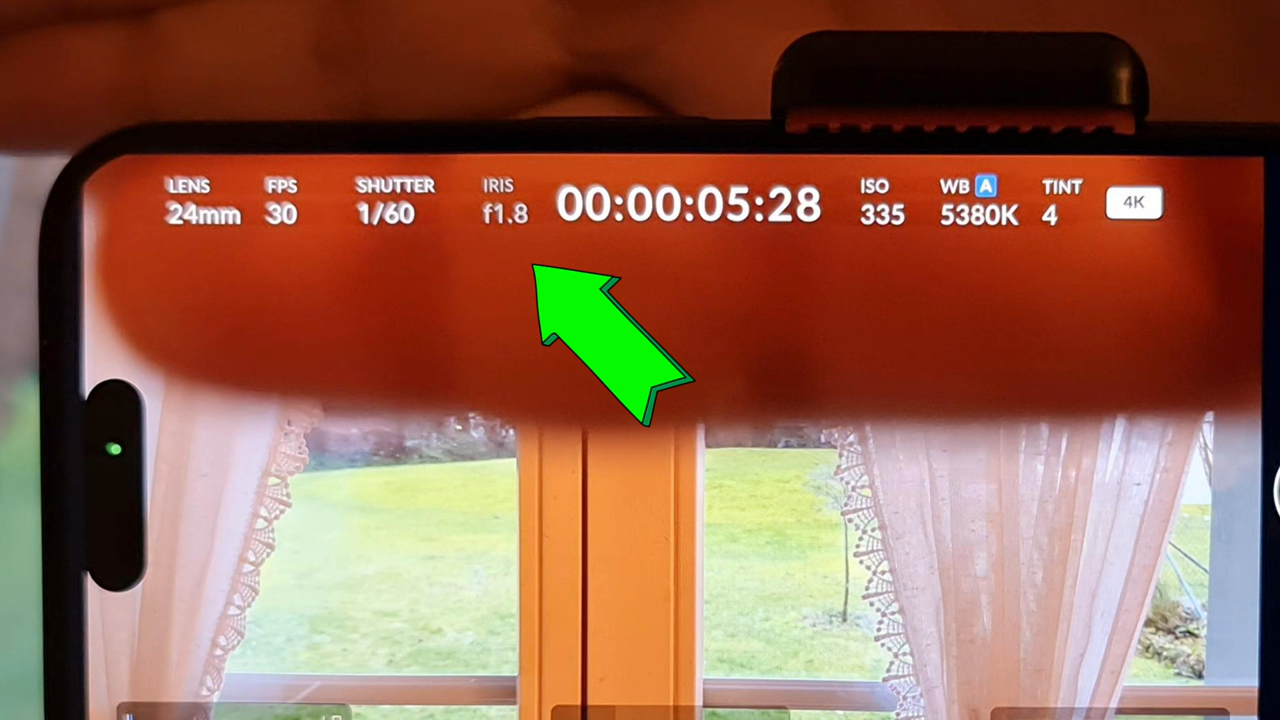 LENS FPS SHUTTER IRIS ISO WB A TINT
24mm 30 1/60 f1.8 00:00:05:28 335 5380K 4 4K